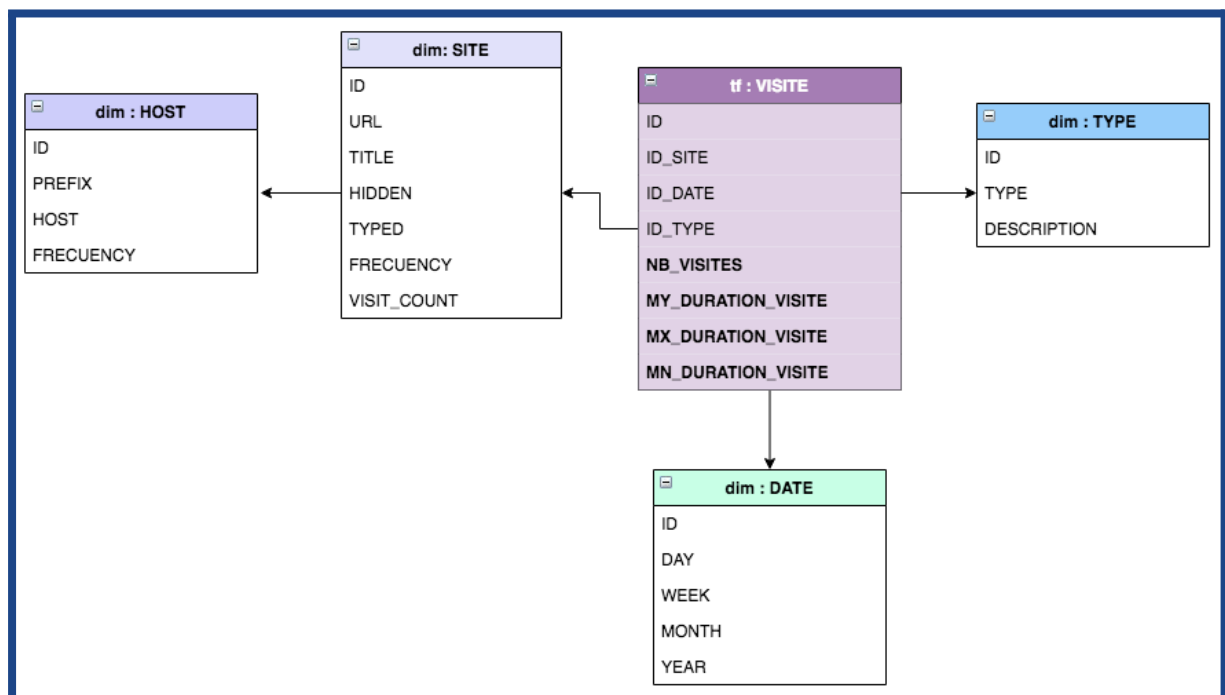 dim : HOST
ID
PREFIX
HOST
FRECUENCY
dim: SITE
ID
URL
TITLE
HIDDEN
TYPED
FRECUENCY
VISIT_COUNT
tf : VISITE
ID
ID_SITE
ID_DATE
ID_TYPE
NB_VISITES
MY_DURATION_VISITE
MX_DURATION_VISITE
MN_DURATION_VISITE
dim : TYPE
ID
TYPE
DESCRIPTION
dim : DATE
ID
DAY
WEEK
MONTH
YEAR